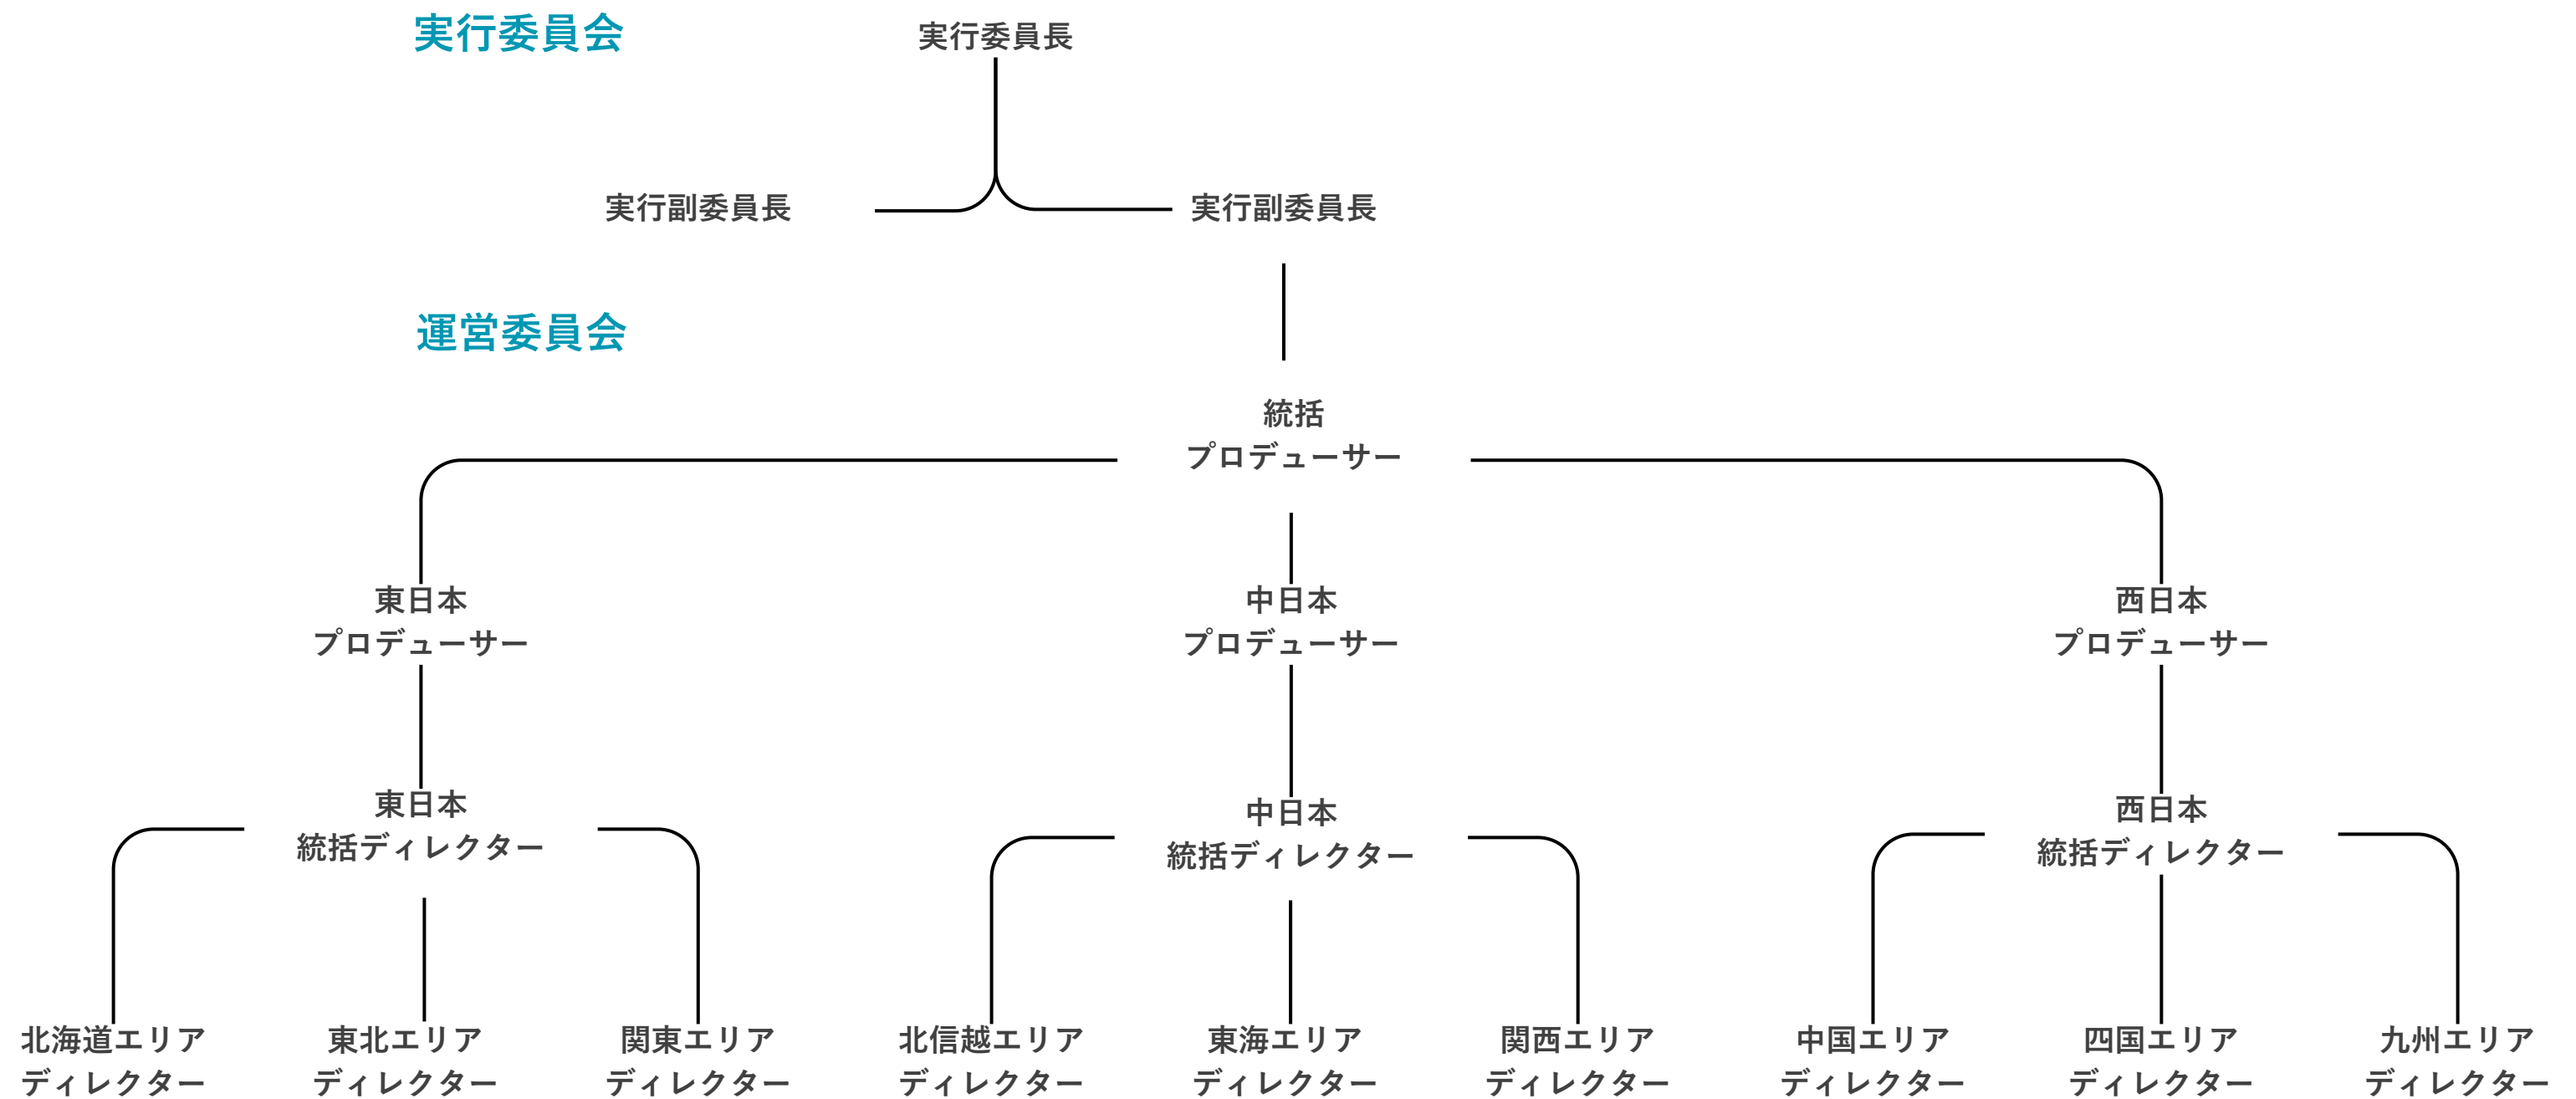 実行委員会
実行委員長
実行副委員長
実行副委員長
運営委員会
統括
プロデューサー
東日本
プロデューサー
中日本
プロデューサー
西日本
プロデューサー
東日本
統括ディレクター
中日本
統括ディレクター
西日本
統括ディレクター
北海道エリア
ディレクター
東北エリア
ディレクター
関東エリア
ディレクター
北信越エリア
ディレクター
東海エリア
ディレクター
関西エリア
ディレクター
中国エリア
ディレクター
四国エリア
ディレクター
九州エリア
ディレクター